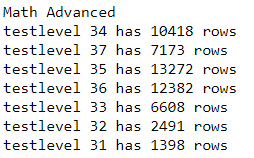 Math Advanced
testlevel 34 has 10418 rows
testlevel 37 has 7173 rows
testlevel 35 has 13272 rows
testlevel 36 has 12382 rows
testlevel 33 has 6608 rows
testlevel 32 has 2491 rows
testlevel 31 has 1398 rows